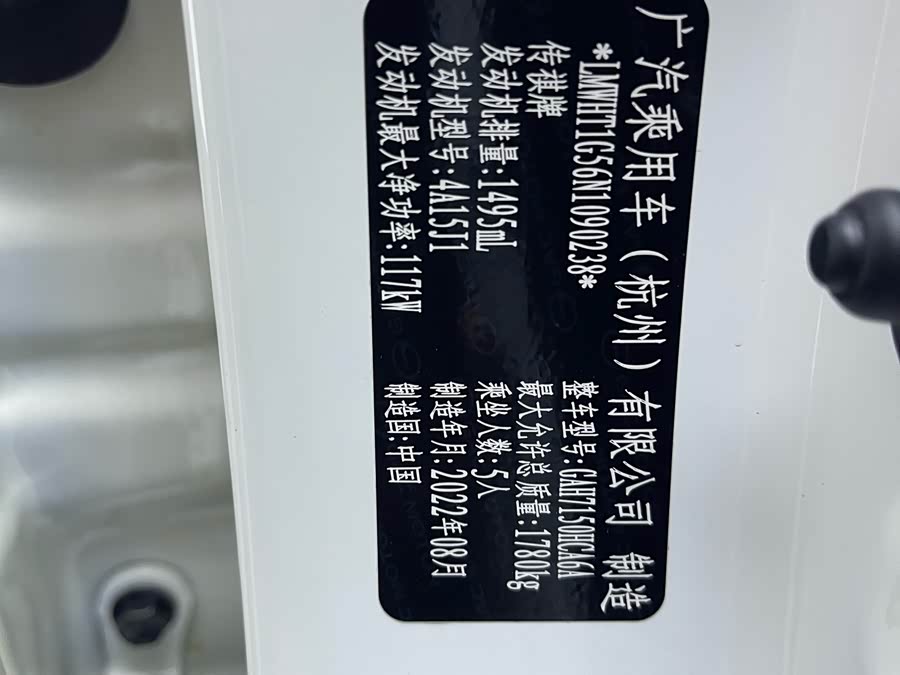 广汽乘用车（杭州）有限公司 制造
*LMWHT1G56N1090238*
传祺牌 整车型号:GAH7150HCA6A
发动机排量:1495mL 最大允许总质量:1780kg
发动机型号:4A15J1 乘坐人数:5人
发动机最大净功率:117kW 制造年月:2022年08月
制造国:中国